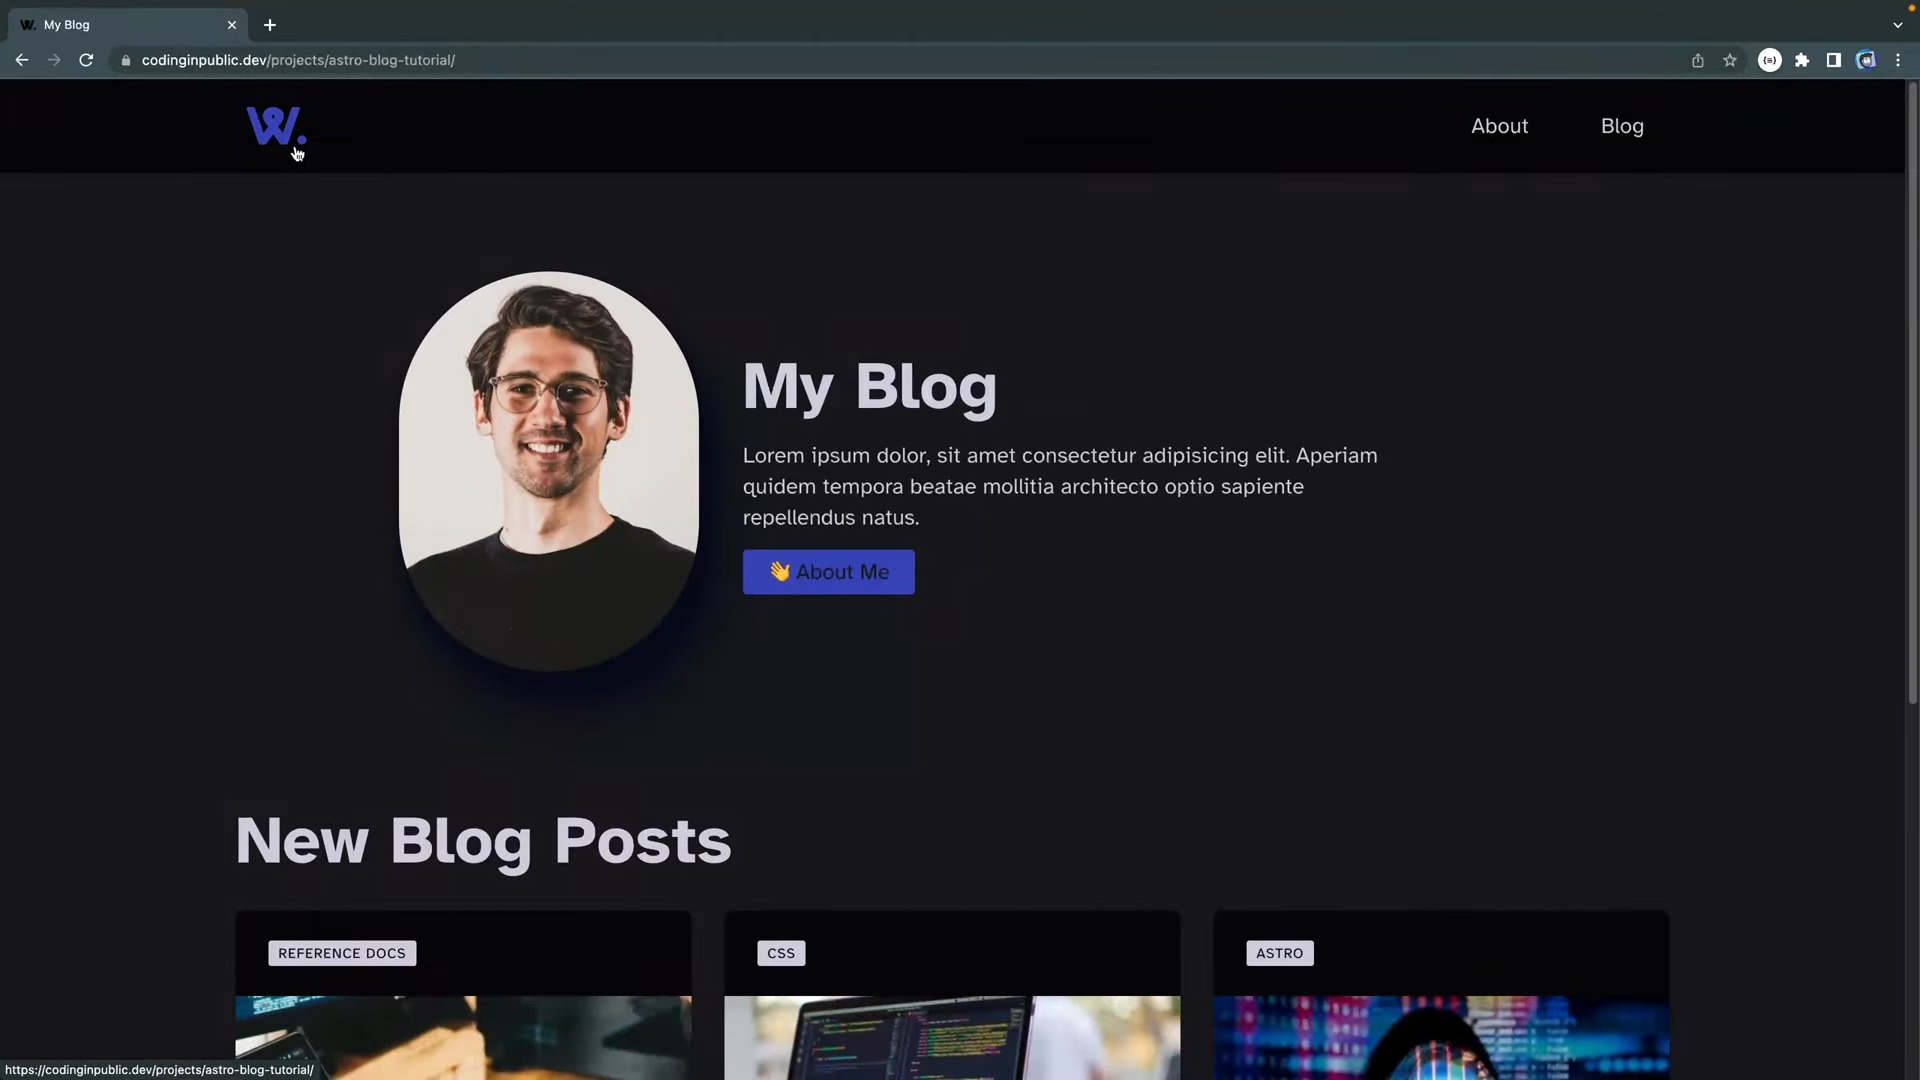 W. My Blog
codinginpublic.dev/projects/astro-blog-tutorial/
W.
About
Blog
My Blog
Lorem ipsum dolor, sit amet consectetur adipisicing elit. Aperiam
quidem tempora beatae mollitia architecto optio sapiente
repellendus natus.
👋 About Me
New Blog Posts
REFERENCE DOCS
CSS
ASTRO
https://codinginpublic.dev/projects/astro-blog-tutorial/